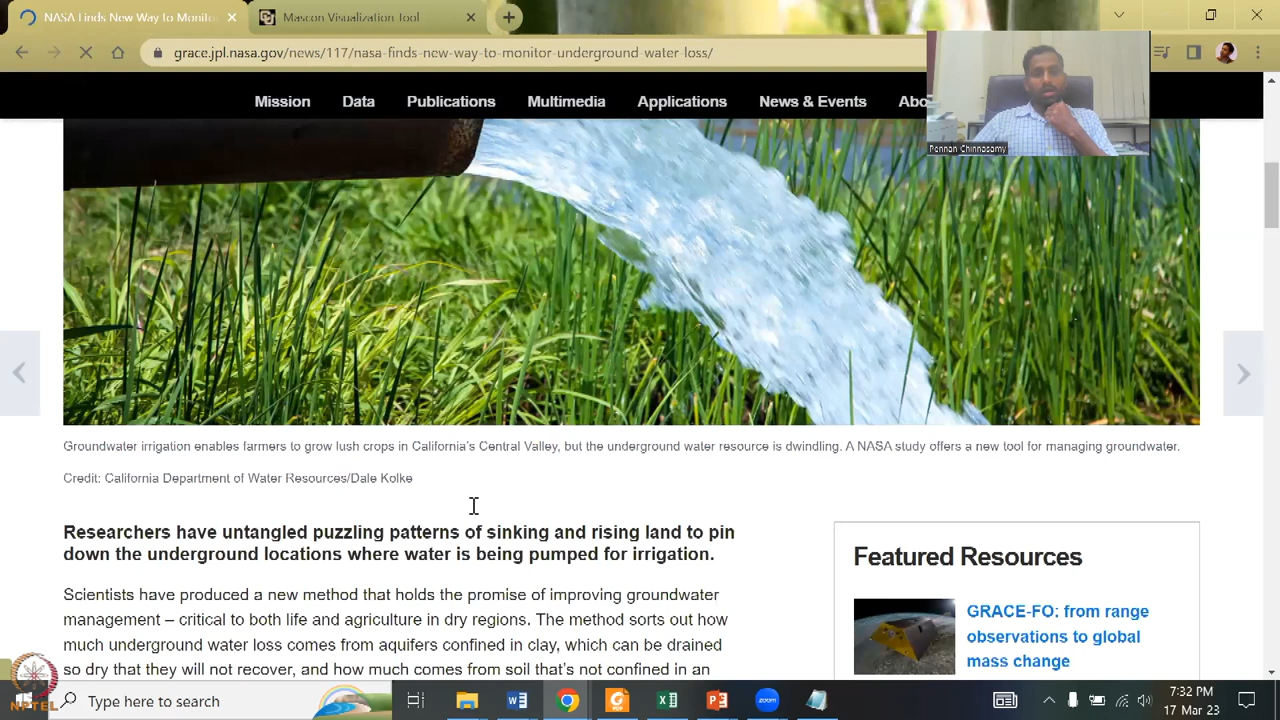 NASA Finds New Way to Monito
Mascon Visualization Tool
grace.jpl.nasa.gov/news/117/nasa-finds-new-way-to-monitor-underground-water-loss/
Mission
Data
Publications
Multimedia
Applications
News & Events
Abo
Pennan Chinnasamy
Groundwater irrigation enables farmers to grow lush crops in California's Central Valley, but the underground water resource is dwindling. A NASA study offers a new tool for managing groundwater.
Credit: California Department of Water Resources/Dale Kolke
Researchers have untangled puzzling patterns of sinking and rising land to pin
down the underground locations where water is being pumped for irrigation.
Scientists have produced a new method that holds the promise of improving groundwater
management – critical to both life and agriculture in dry regions. The method sorts out how
much underground water loss comes from aquifers confined in clay, which can be drained
so dry that they will not recover, and how much comes from soil that's not confined in an
Featured Resources
GRACE-FO: from range
observations to global
mass change
NPTEL
Type here to search
zoom
7:32 PM
17 Mar 23